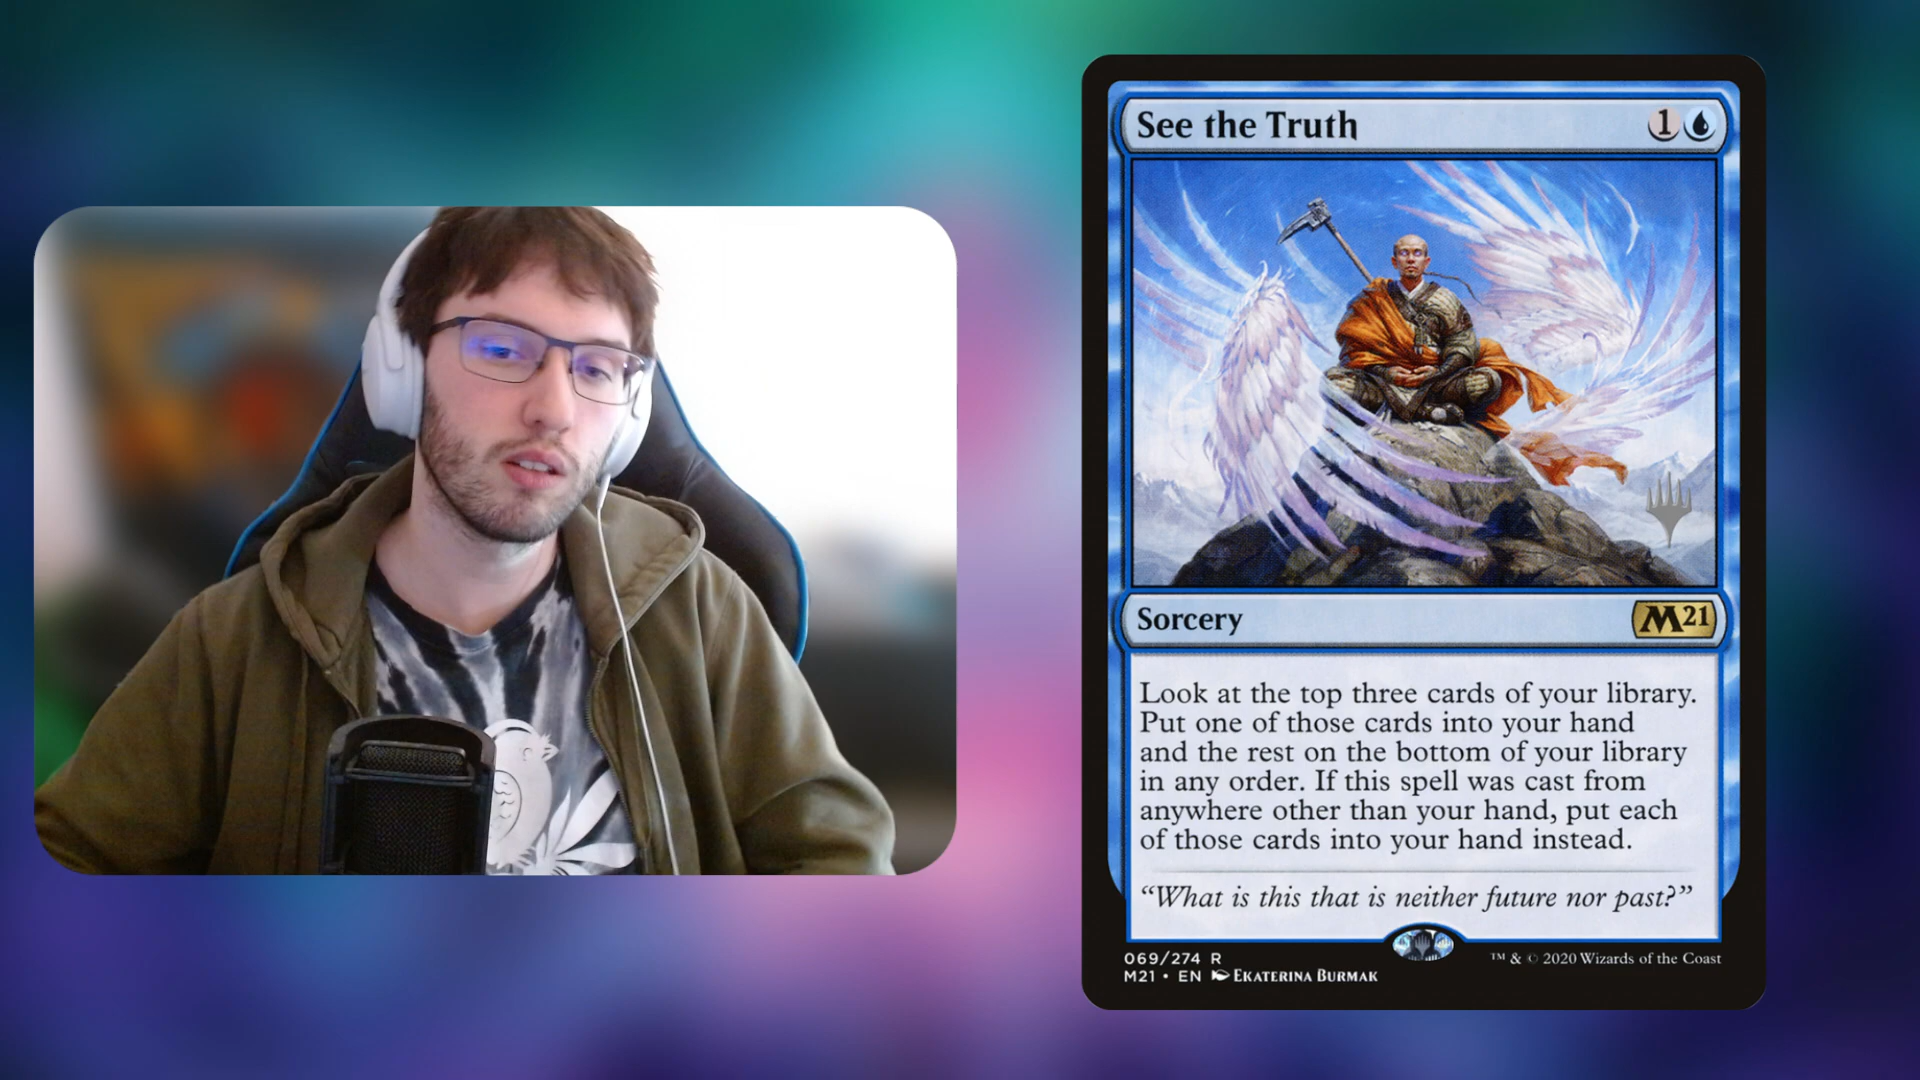 See the Truth 1
Sorcery M21
Look at the top three cards of your library.
Put one of those cards into your hand
and the rest on the bottom of your library
in any order. If this spell was cast from
anywhere other than your hand, put each
of those cards into your hand instead.
“What is this that is neither future nor past?”
069/274 R
M21 • EN EKATERINA BURMAK
™ & © 2020 Wizards of the Coast